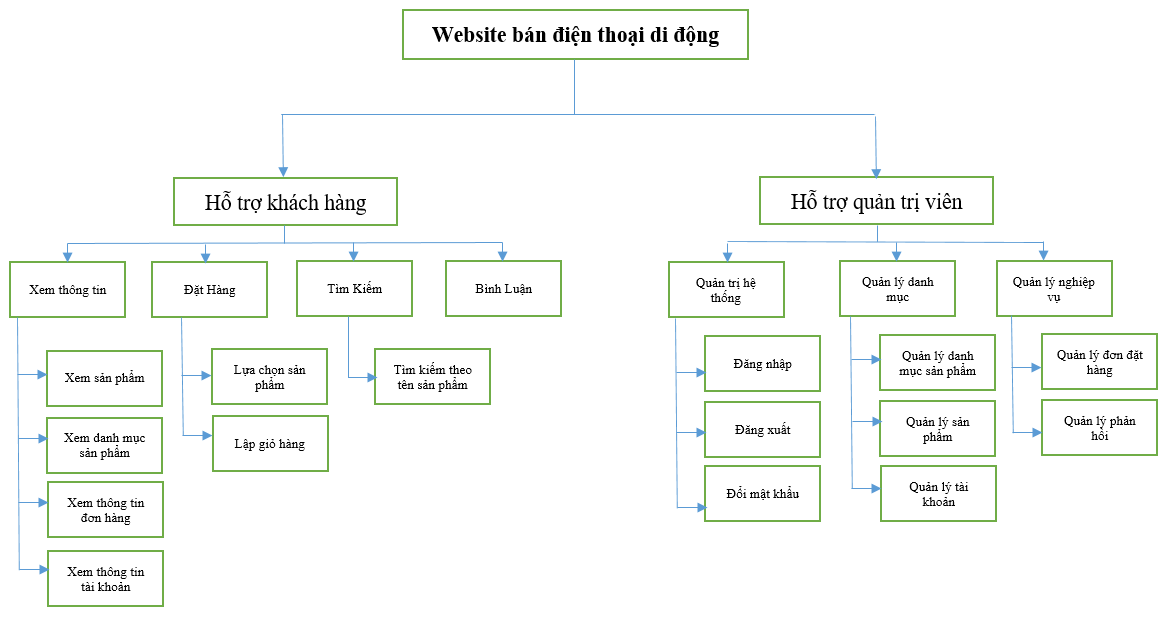 Website bán điện thoại di động
Hỗ trợ khách hàng
Hỗ trợ quản trị viên
Xem thông tin
Đặt Hàng
Tìm Kiếm
Bình Luận
Quản trị hệ
thống
Quản lý danh
mục
Quản lý nghiệp
vụ
Xem sản phẩm
Xem danh mục
sản phẩm
Xem thông tin
đơn hàng
Xem thông tin
tài khoản
Lựa chọn sản
phẩm
Lập giỏ hàng
Tìm kiếm theo
tên sản phẩm
Đăng nhập
Đăng xuất
Đổi mật khẩu
Quản lý danh
mục sản phẩm
Quản lý sản
phẩm
Quản lý tài
khoản
Quản lý đơn đặt
hàng
Quản lý phản
hồi